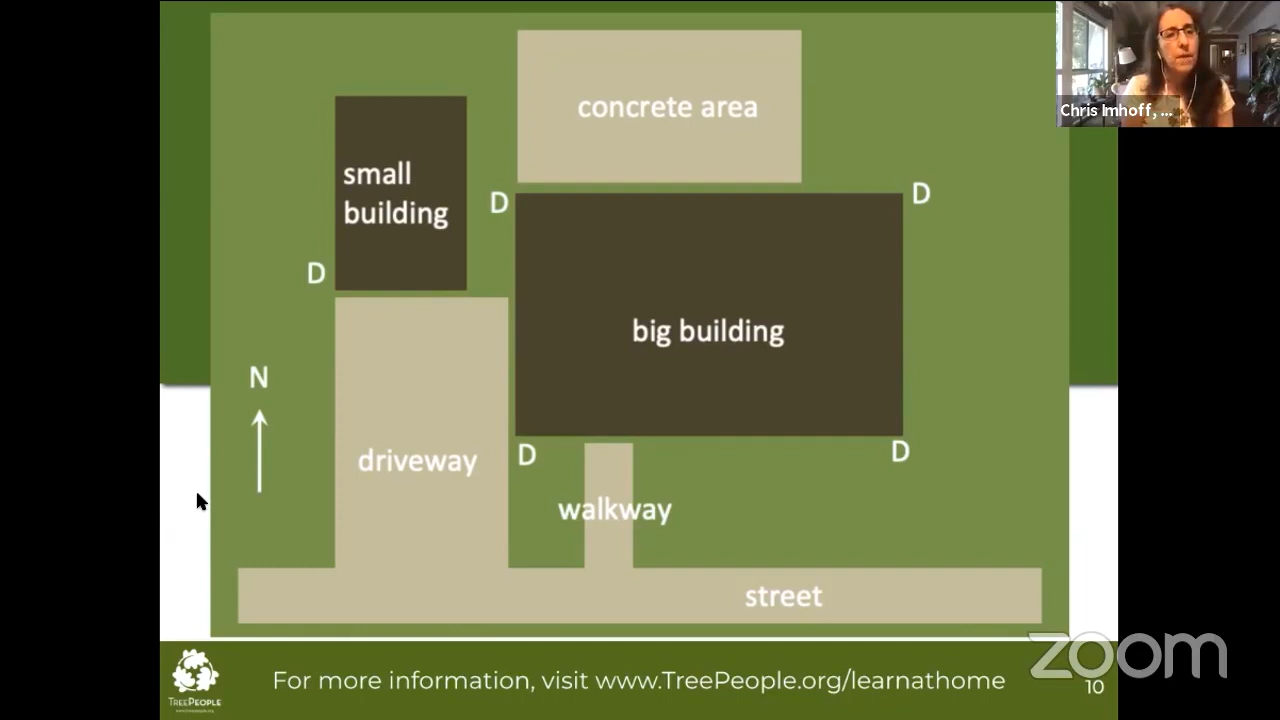 concrete area
Chris Imhoff, ...
small
building
D
D
D
big building
N
driveway
D
D
walkway
street
For more information, visit www.TreePeople.org/learnathome
10
TREEPEOPLE
zoom